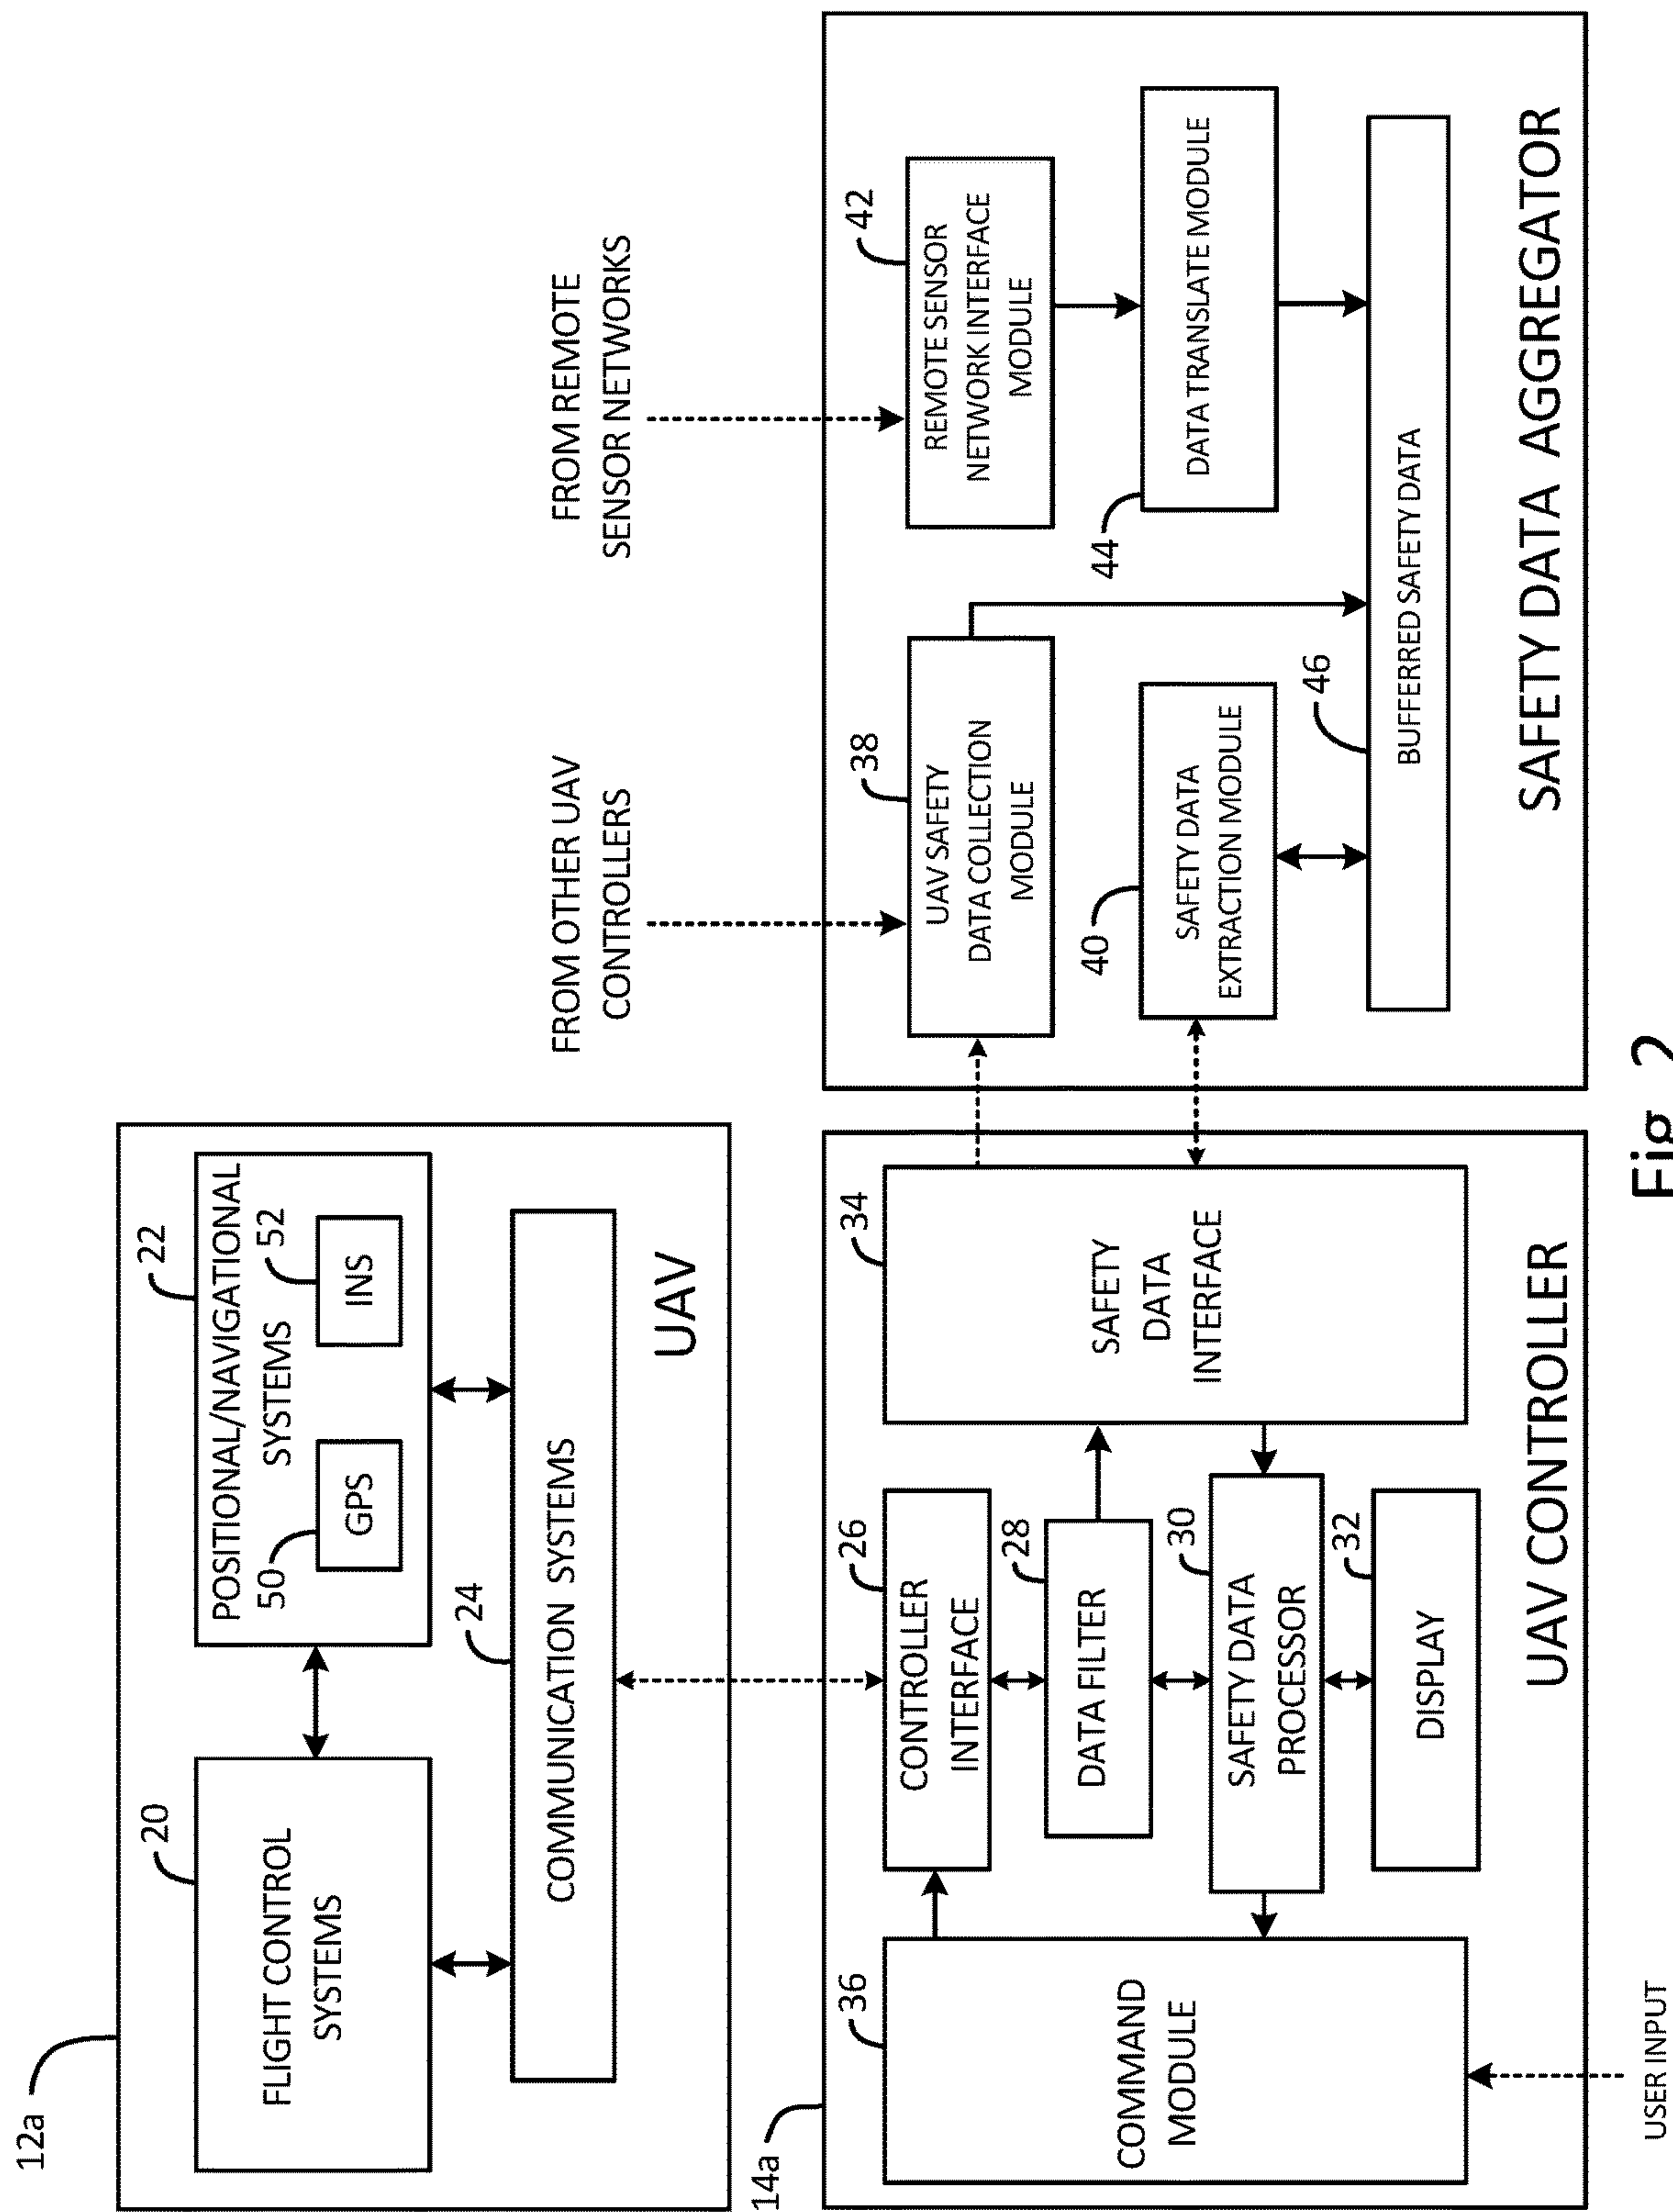 12a
20
FLIGHT CONTROL
SYSTEMS
22
POSITIONAL/NAVIGATIONAL
SYSTEMS
50
GPS
52
INS
24
COMMUNICATION SYSTEMS
UAV
FROM OTHER UAV
CONTROLLERS
FROM REMOTE
SENSOR NETWORKS
14a
36
COMMAND
MODULE
26
CONTROLLER
INTERFACE
28
DATA FILTER
30
SAFETY DATA
PROCESSOR
32
DISPLAY
34
SAFETY
DATA
INTERFACE
UAV CONTROLLER
USER INPUT
38
UAV SAFETY
DATA COLLECTION
MODULE
42
REMOTE SENSOR
NETWORK INTERFACE
MODULE
40
SAFETY DATA
EXTRACTION MODULE
44
DATA TRANSLATE MODULE
46
BUFFERRED SAFETY DATA
SAFETY DATA AGGREGATOR
Fig. 2